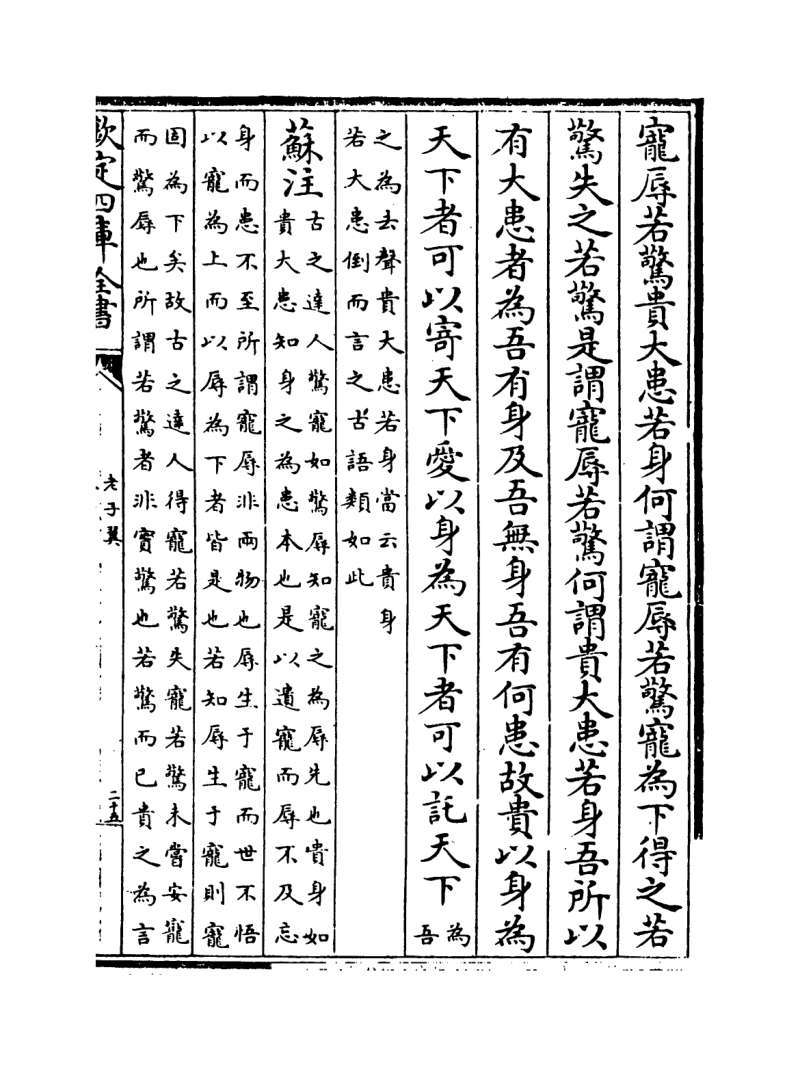 寵辱若驚貴大患若身何謂寵辱若驚寵為下得之若
驚失之若驚是謂寵辱若驚何謂貴大患若身吾所以
有大患者為吾有身及吾無身吾有何患故貴以身為
天下者可以寄天下愛以身為天下者可以託天下為吾
之為去聲貴大患若身當云貴身
若大患倒而言之古語類如此
蘇注古之達人驚寵如驚辱知寵之為辱先也貴身如
貴大患知身之為患本也是以遺寵而辱不及忘
身而患不至所謂寵辱非兩物也辱生于寵而世不悟
以寵為上而以辱為下者皆是也若知辱生于寵則寵
固為下矣故古之達人得寵若驚失寵若驚未嘗安寵
而驚辱也所謂若驚者非實驚也若驚而已貴之為言
欽定四庫全書
老子翼
二十五